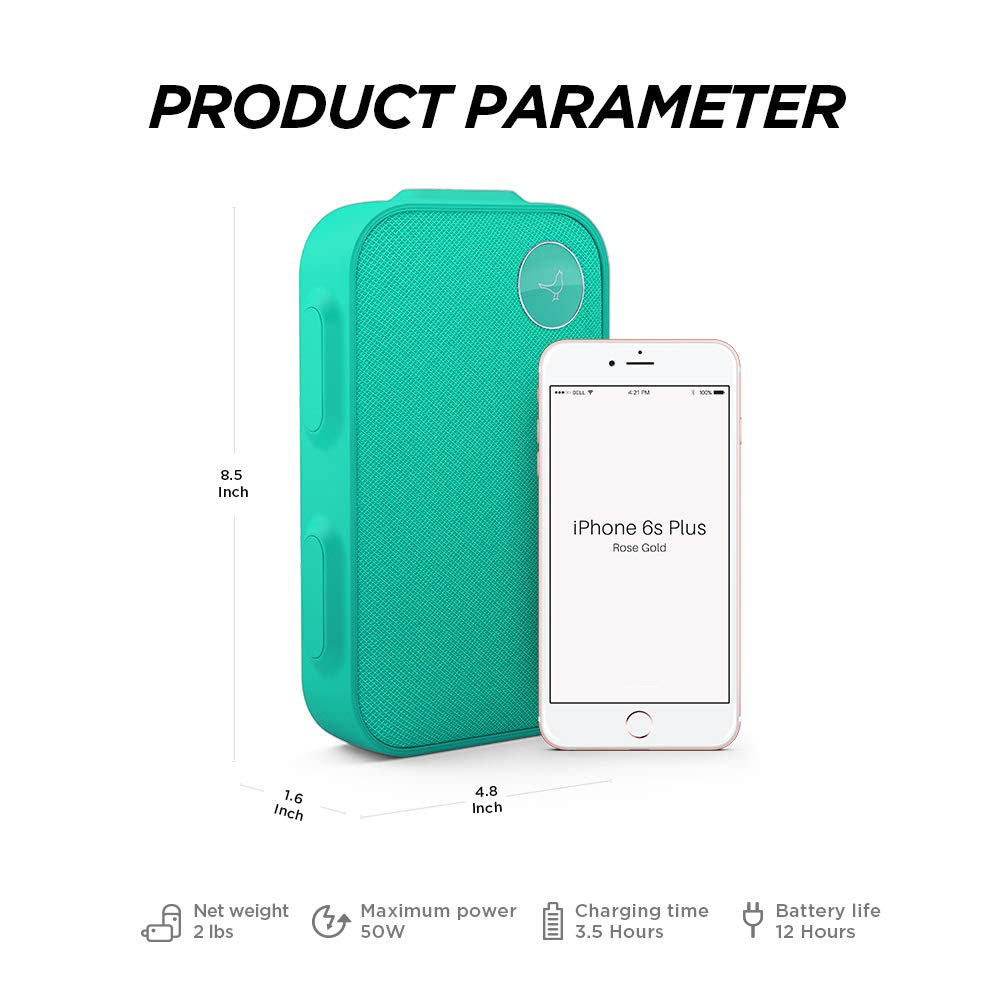 PRODUCT PARAMETER
4:21 PM
100%
8.5
Inch
iPhone 6s Plus
Rose Gold
1.6
Inch
4.8
Inch
Net weight
2 lbs
Maximum power
50W
Charging time
3.5 Hours
Battery life
12 Hours